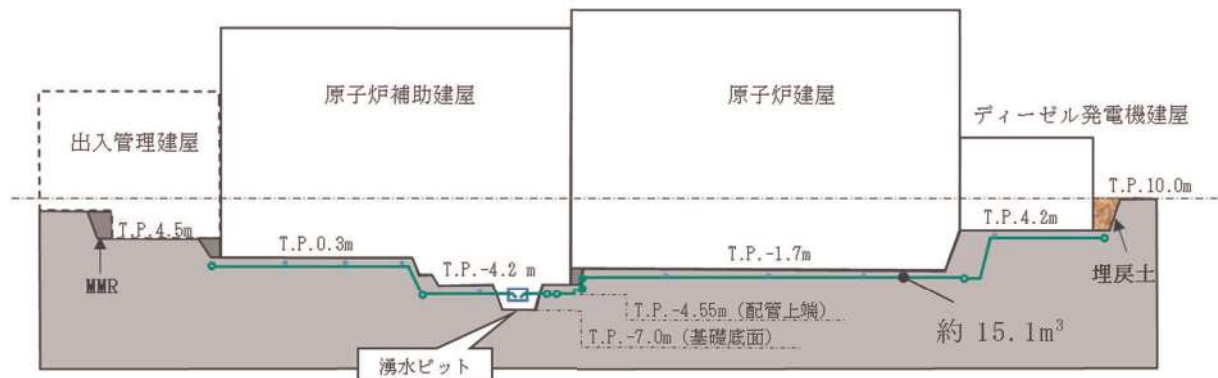 原子炉補助建屋
原子炉建屋
出入管理建屋
ディーゼル発電機建屋
T.P.10.0m
T.P.4.5m
T.P.0.3m
T.P.-4.2 m
T.P.-1.7m
T.P.4.2m
MMR
埋戻土
T.P.-4.55m（配管上端）
T.P.-7.0m（基礎底面）
約 15.1m³
湧水ピット